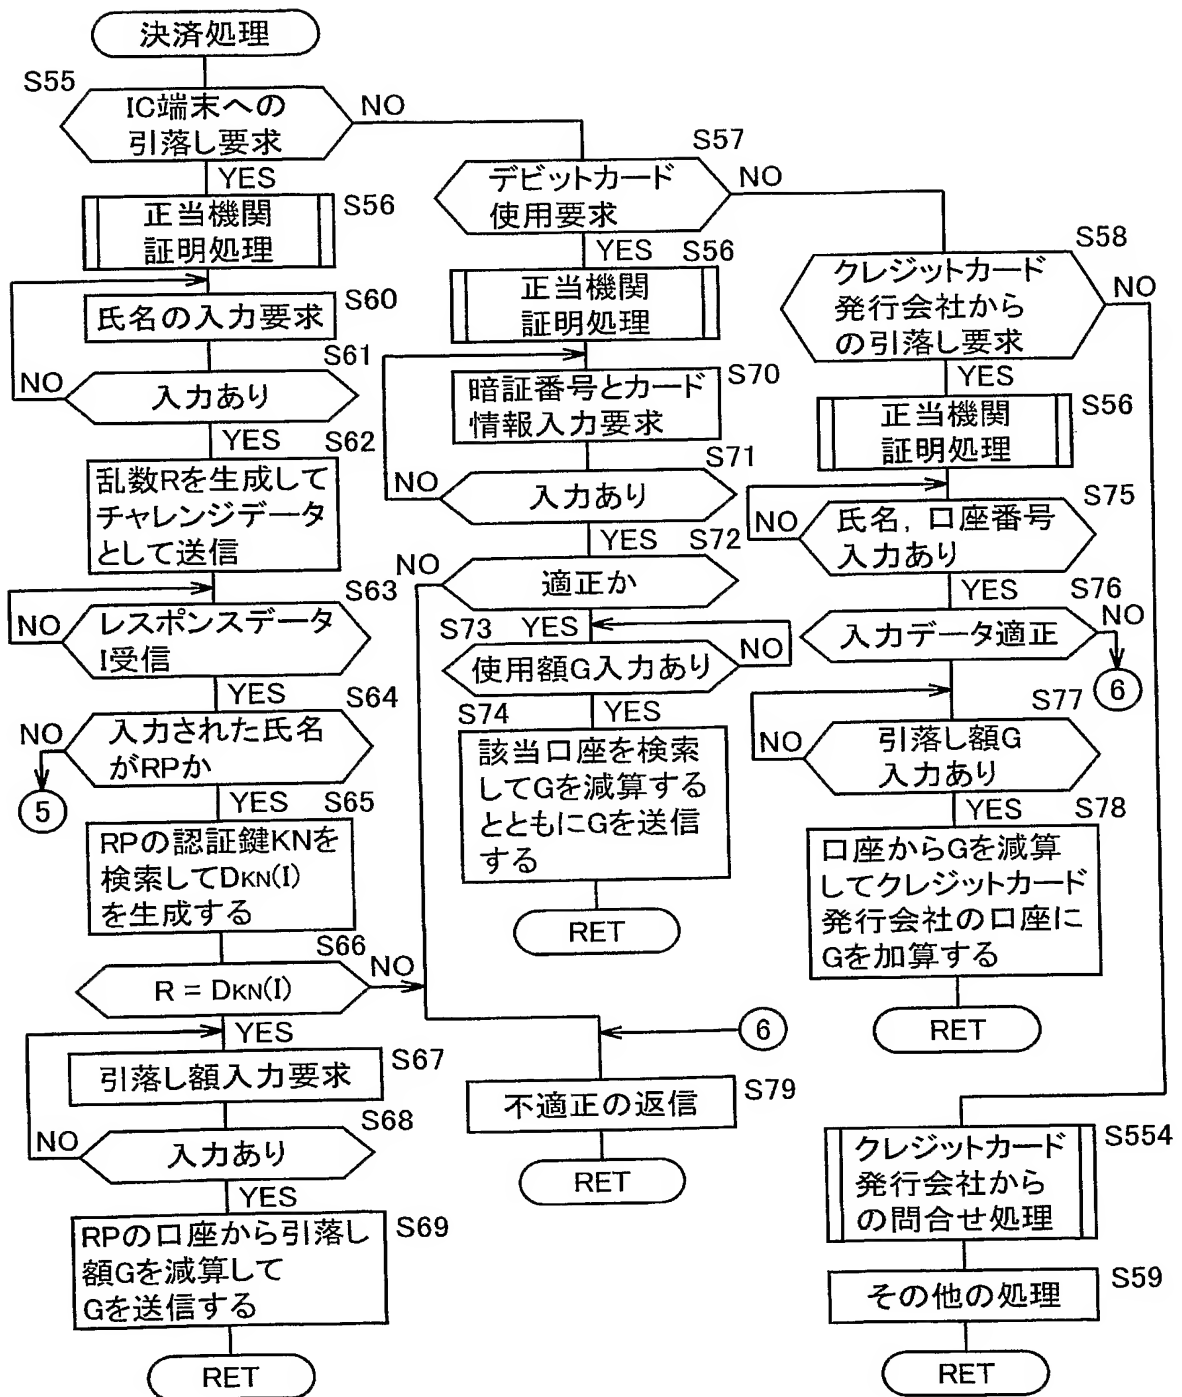 決済処理
S55
IC端末への
引落し要求
NO
YES
正当機関
証明処理
S56
氏名の入力要求
S60
S61
入力あり
NO
YES
S62
乱数Rを生成して
チャレンジデータ
として送信
S63
レスポンスデータ
I受信
NO
YES
S64
入力された氏名
がRPか
NO
5
YES
S65
RPの認証鍵KNを
検索してDKN(I)
を生成する
S66
R = DKN(I)
NO
YES
引落し額入力要求
S67
S68
入力あり
NO
YES
RPの口座から引落し
額Gを減算して
Gを送信する
S69
RET
S57
デビットカード
使用要求
NO
YES
S56
正当機関
証明処理
S70
暗証番号とカード
情報入力要求
S71
入力あり
NO
YES
S72
適正か
NO
S73
YES
使用額G入力あり
NO
S74
YES
該当口座を検索
してGを減算する
とともにGを送信
する
RET
6
不適正の返信
S79
RET
S58
クレジットカード
発行会社から
の引落し要求
NO
YES
S56
正当機関
証明処理
S75
氏名, 口座番号
入力あり
NO
YES
S76
入力データ適正
NO
6
S77
引落し額G
入力あり
NO
YES
S78
口座からGを減算
してクレジットカード
発行会社の口座に
Gを加算する
RET
クレジットカード
発行会社から
の問合せ処理
S554
その他の処理
S59
RET